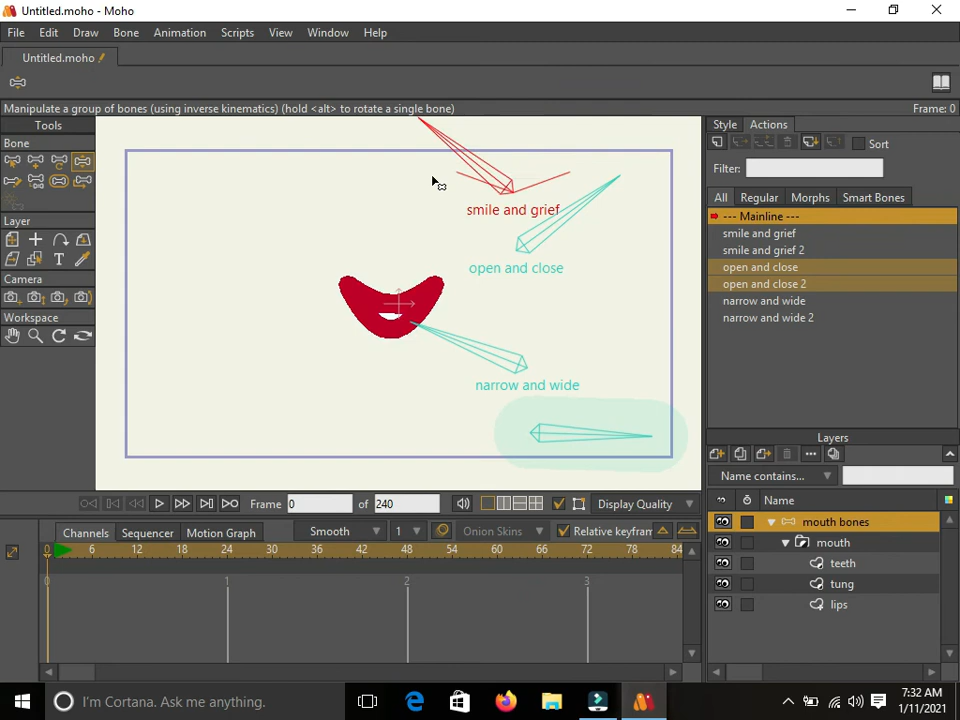 Untitled.moho - Moho
File Edit Draw Bone Animation Scripts View Window Help
Untitled.moho
Manipulate a group of bones (using inverse kinematics) (hold <alt> to rotate a single bone)
Frame: 0
Tools
Bone
Layer
T
Camera
Workspace
smile and grief
open and close
narrow and wide
Style Actions
Sort
Filter:
All Regular Morphs Smart Bones
--- Mainline ---
smile and grief
smile and grief 2
open and close
open and close 2
narrow and wide
narrow and wide 2
Layers
Name contains...
Name
mouth bones
mouth
teeth
tung
lips
Frame 0 of 240 Display Quality
Channels Sequencer Motion Graph Smooth 1 Onion Skins Relative keyfram
0 6 12 18 24 30 36 42 48 54 60 66 72 78 84
0 1 2 3
I'm Cortana. Ask me anything.
7:32 AM
1/11/2021